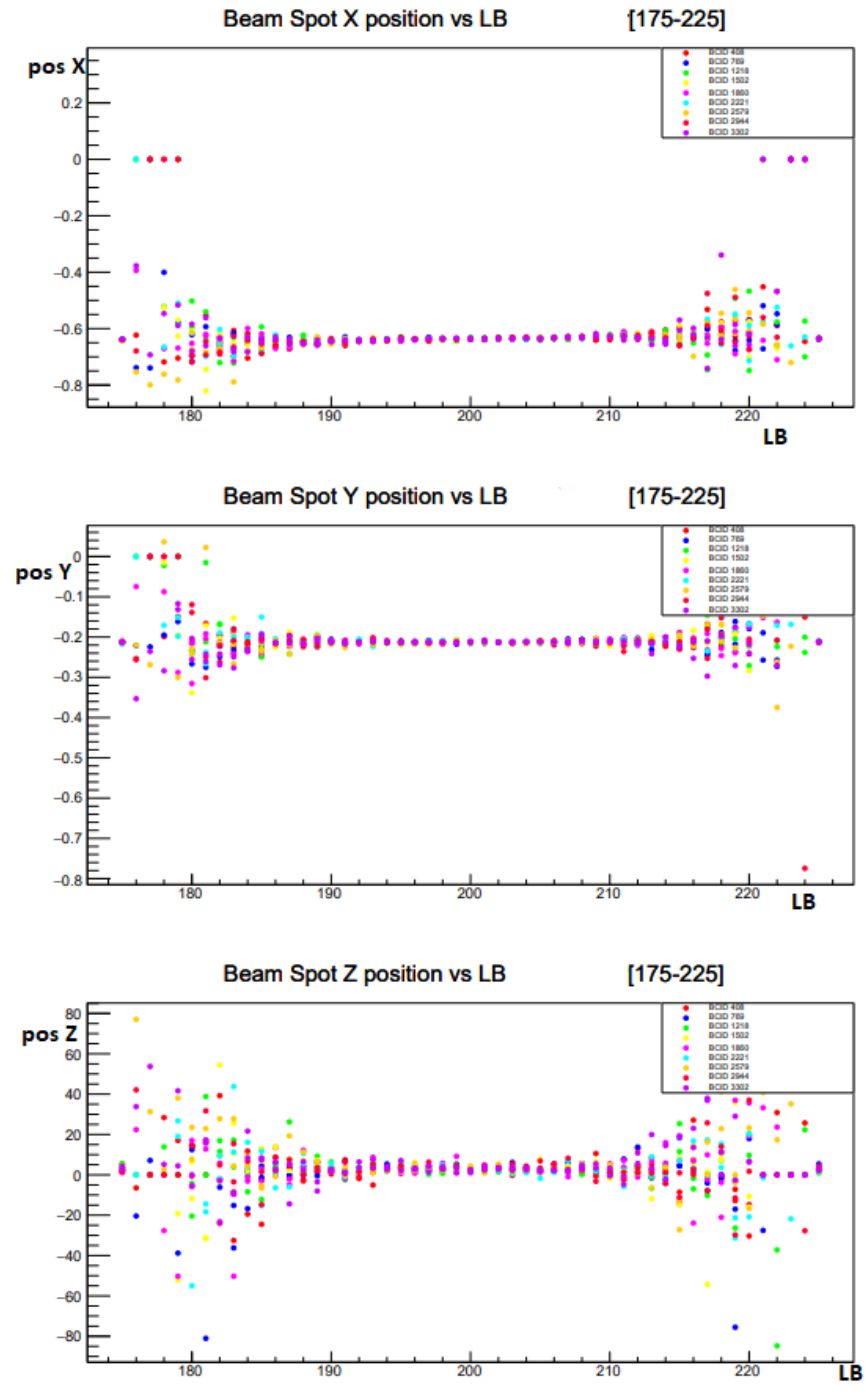 Beam Spot X position vs LB [175-225]
pos X
BCID 408
BCID 769
BCID 1218
BCID 1502
BCID 1860
BCID 2221
BCID 2579
BCID 2944
BCID 3302
0.2
0
−0.2
−0.4
−0.6
−0.8
180 190 200 210 220
LB
Beam Spot Y position vs LB [175-225]
pos Y
BCID 408
BCID 769
BCID 1218
BCID 1502
BCID 1860
BCID 2221
BCID 2579
BCID 2944
BCID 3302
0
−0.1
−0.2
−0.3
−0.4
−0.5
−0.6
−0.7
−0.8
180 190 200 210 220
LB
Beam Spot Z position vs LB [175-225]
pos Z
BCID 408
BCID 769
BCID 1218
BCID 1502
BCID 1860
BCID 2221
BCID 2579
BCID 2944
BCID 3302
80
60
40
20
0
−20
−40
−60
−80
180 190 200 210 220
LB